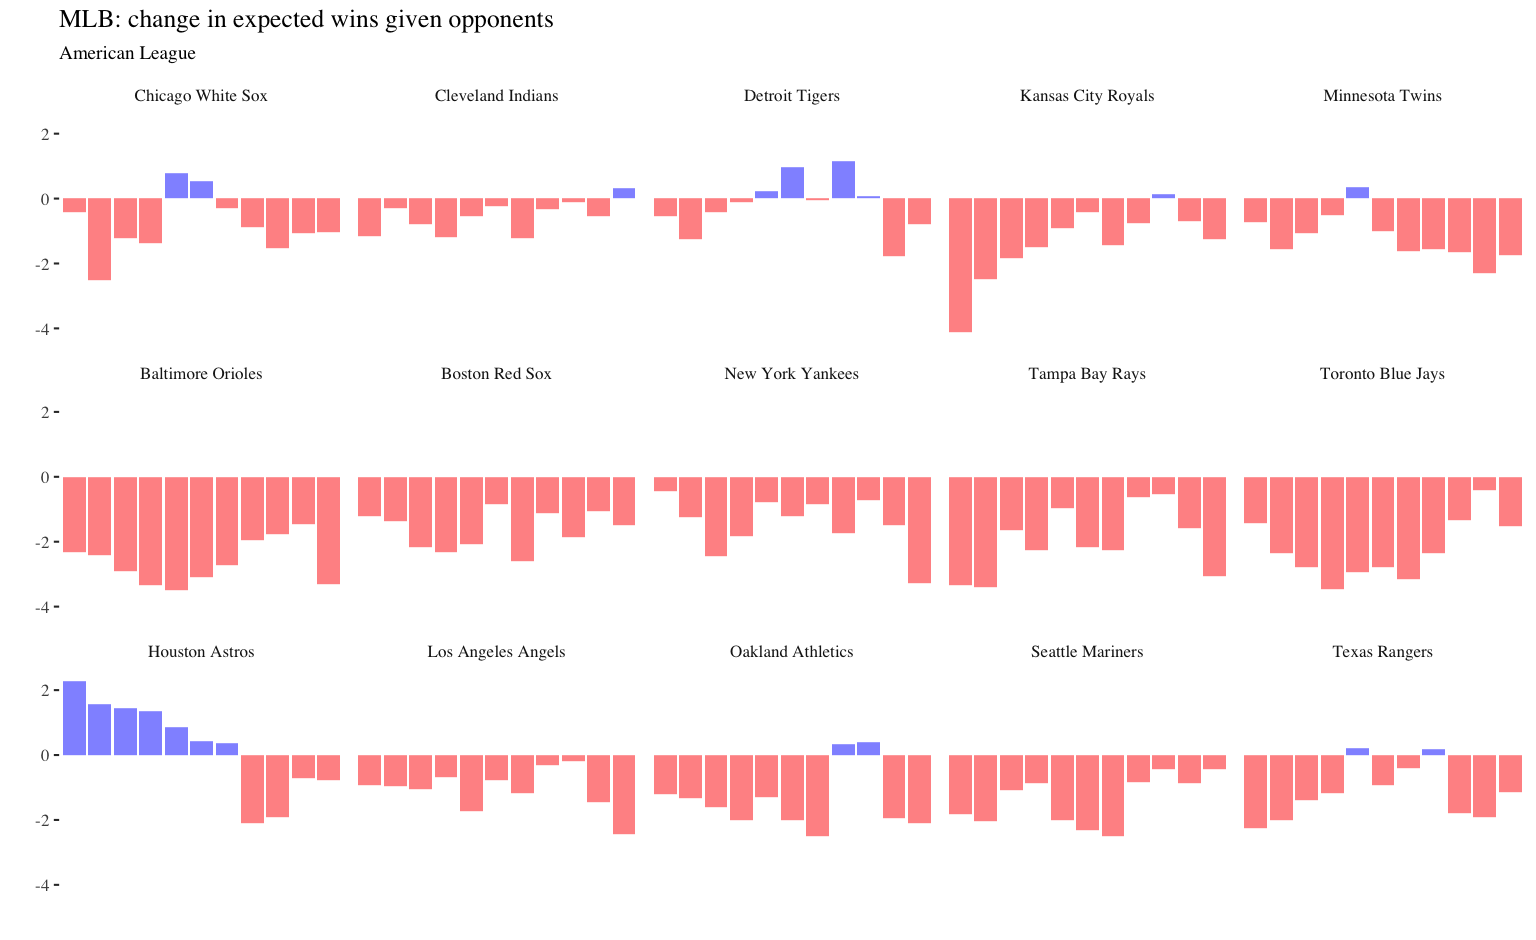 MLB: change in expected wins given opponents
American League
Chicago White Sox Cleveland Indians Detroit Tigers Kansas City Royals Minnesota Twins
2
0
-2
-4
Baltimore Orioles Boston Red Sox New York Yankees Tampa Bay Rays Toronto Blue Jays
2
0
-2
-4
Houston Astros Los Angeles Angels Oakland Athletics Seattle Mariners Texas Rangers
2
0
-2
-4